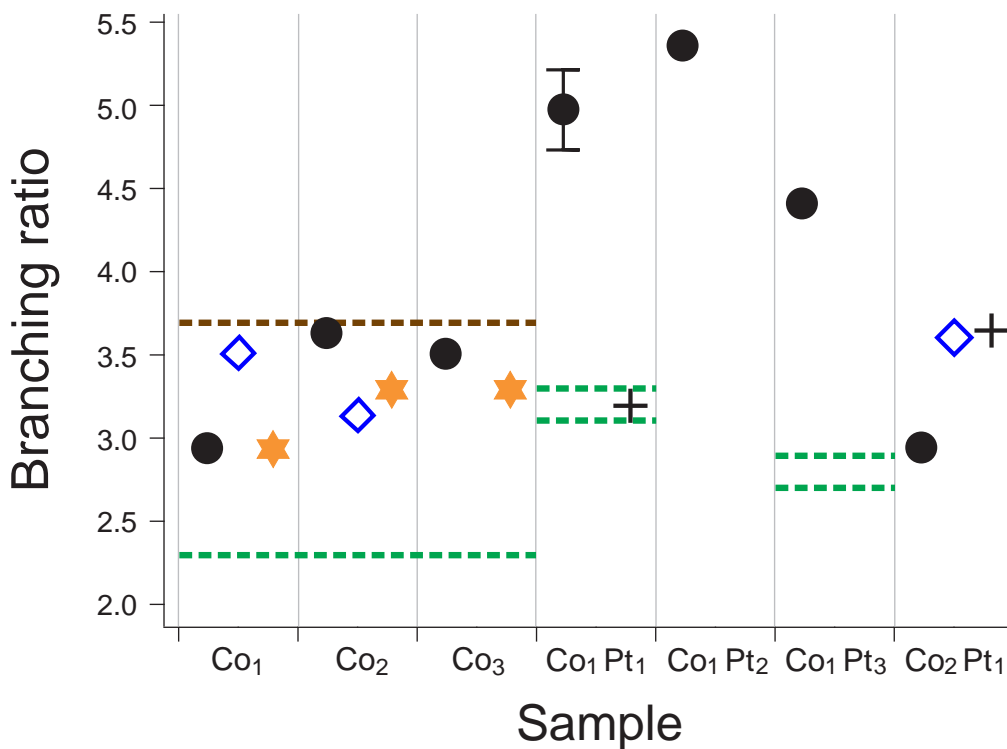 Branching ratio
5.5
5.0
4.5
4.0
3.5
3.0
2.5
2.0
Co₁ Co₂ Co₃ Co₁ Pt₁ Co₁ Pt₂ Co₁ Pt₃ Co₂ Pt₁
Sample